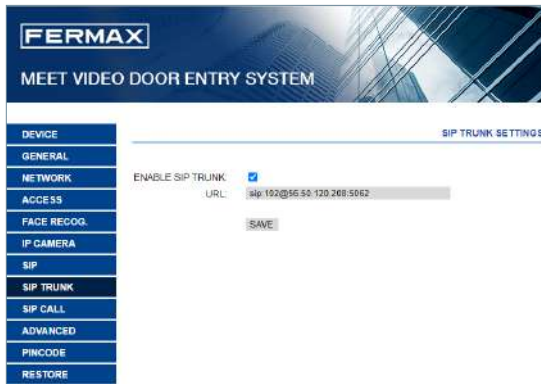 FERMAX
MEET VIDEO DOOR ENTRY SYSTEM
DEVICE
SIP TRUNK SETTINGS
GENERAL
NETWORK
ENABLE SIP TRUNK:
ACCESS
URL: sip:192@56.50.120.208:5062
FACE RECOG.
SAVE
IP CAMERA
SIP
SIP TRUNK
SIP CALL
ADVANCED
PINCODE
RESTORE